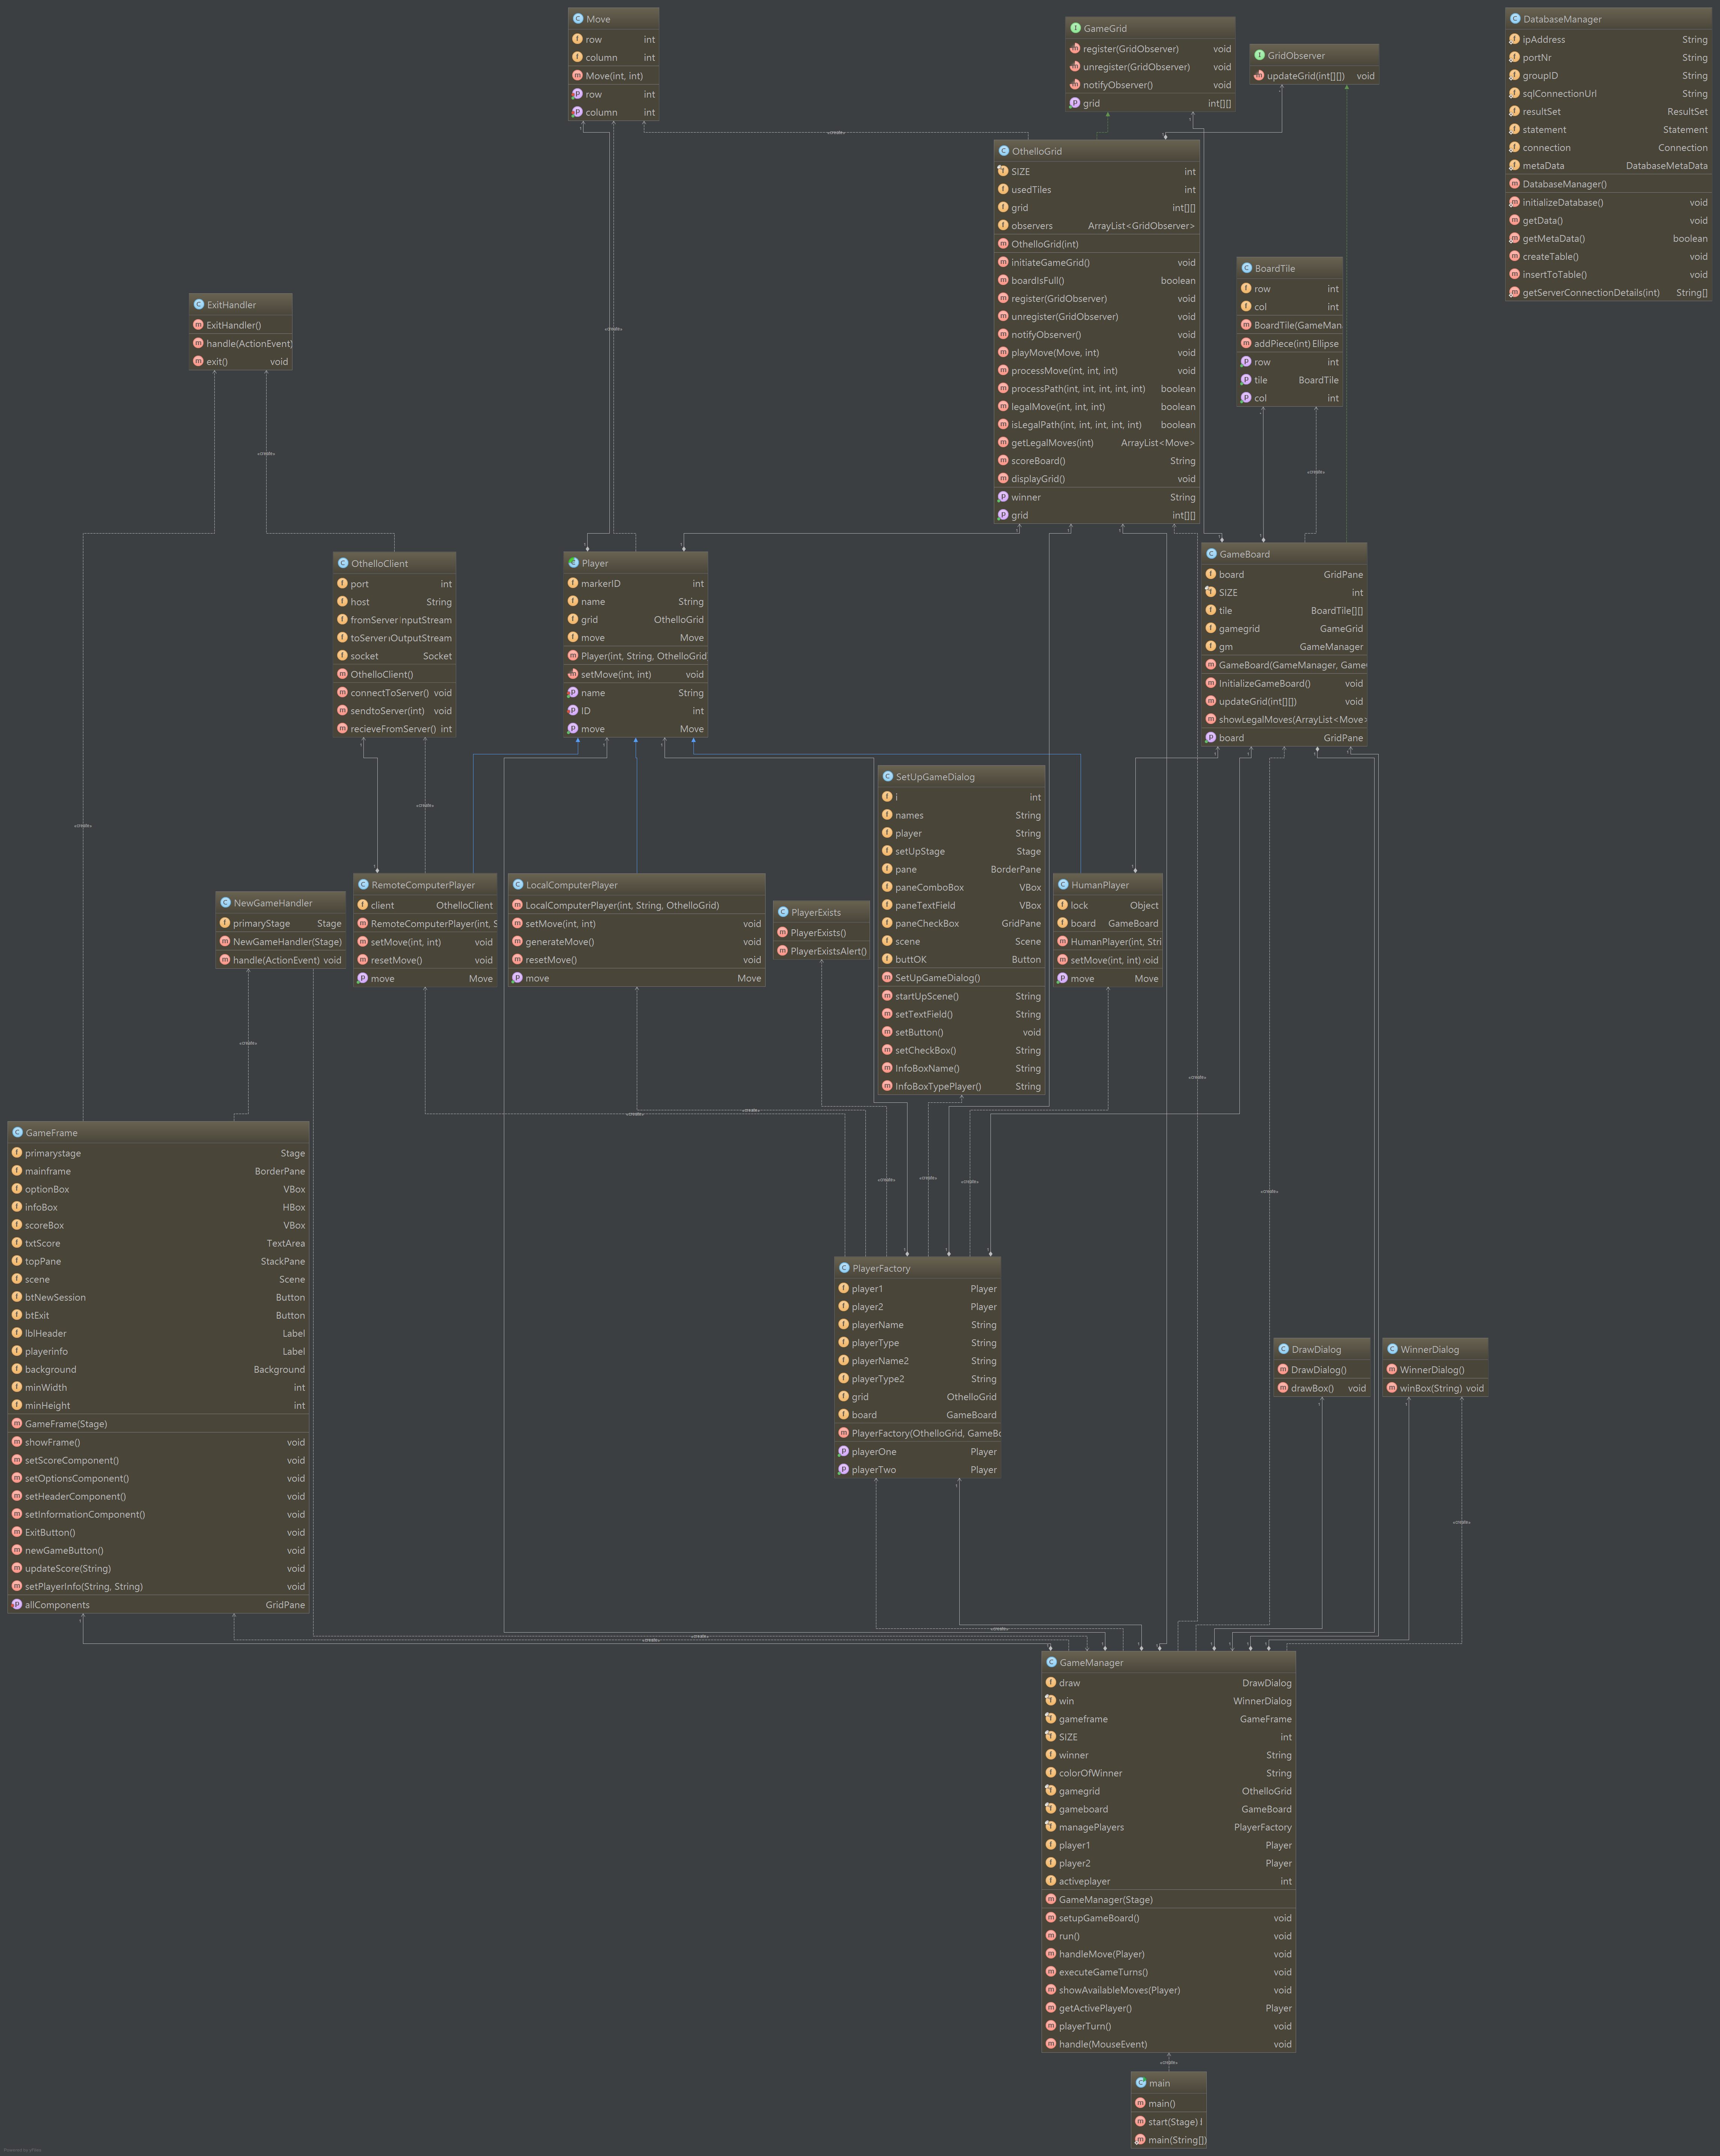 Move
row int
column int
Move(int, int)
row int
column int
GameGrid
register(GridObserver) void
unregister(GridObserver) void
notifyObserver() void
grid int[][]
GridObserver
updateGrid(int[][]) void
DatabaseManager
ipAddress String
portNr String
groupID String
sqlConnectionUrl String
resultSet ResultSet
statement Statement
connection Connection
metaData DatabaseMetaData
DatabaseManager()
initializeDatabase() void
getData() void
getMetaData() boolean
createTable() void
insertToTable() void
getServerConnectionDetails(int) String[]
OthelloGrid
SIZE int
usedTiles int
grid int[][]
observers ArrayList<GridObserver>
OthelloGrid(int)
initiateGameGrid() void
boardIsFull() boolean
register(GridObserver) void
unregister(GridObserver) void
notifyObserver() void
playMove(Move, int) void
processMove(int, int, int) void
processPath(int, int, int, int, int) boolean
legalMove(int, int, int) boolean
isLegalPath(int, int, int, int, int) boolean
getLegalMoves(int) ArrayList<Move>
scoreBoard() String
displayGrid() void
winner String
grid int[][]
BoardTile
row int
col int
BoardTile(GameMan
addPiece(int) Ellipse
row int
tile BoardTile
col int
ExitHandler
ExitHandler()
handle(ActionEvent)
exit() void
OthelloClient
port int
host String
fromServer InputStream
toServer OutputStream
socket Socket
OthelloClient()
connectToServer() void
sendtoServer(int) void
recieveFromServer() int
Player
markerID int
name String
grid OthelloGrid
move Move
Player(int, String, OthelloGrid
setMove(int, int) void
name String
ID int
move Move
GameBoard
board GridPane
SIZE int
tile BoardTile[][]
gamegrid GameGrid
gm GameManager
GameBoard(GameManager, Game
InitializeGameBoard() void
updateGrid(int[][]) void
showLegalMoves(ArrayList<Move>
board GridPane
SetUpGameDialog
i int
names String
player String
setUpStage Stage
pane BorderPane
paneComboBox VBox
paneTextField VBox
paneCheckBox GridPane
scene Scene
buttOK Button
SetUpGameDialog()
startUpScene() String
setTextField() String
setButton() void
setCheckBox() String
InfoBoxName() String
InfoBoxTypePlayer() String
NewGameHandler
primaryStage Stage
NewGameHandler(Stage)
handle(ActionEvent) void
RemoteComputerPlayer
client OthelloClient
RemoteComputerPlayer(int, S
setMove(int, int) void
resetMove() void
move Move
LocalComputerPlayer
LocalComputerPlayer(int, String, OthelloGrid)
setMove(int, int) void
generateMove() void
resetMove() void
move Move
PlayerExists
PlayerExists()
PlayerExistsAlert()
HumanPlayer
lock Object
board GameBoard
HumanPlayer(int, Stri
setMove(int, int) void
move Move
GameFrame
primarystage Stage
mainframe BorderPane
optionBox VBox
infoBox HBox
scoreBox VBox
txtScore TextArea
topPane StackPane
scene Scene
btNewSession Button
btExit Button
lblHeader Label
playerinfo Label
background Background
minWidth int
minHeight int
GameFrame(Stage)
showFrame() void
setScoreComponent() void
setOptionsComponent() void
setHeaderComponent() void
setInformationComponent() void
ExitButton() void
newGameButton() void
updateScore(String) void
setPlayerInfo(String, String) void
allComponents GridPane
PlayerFactory
player1 Player
player2 Player
playerName String
playerType String
playerName2 String
playerType2 String
grid OthelloGrid
board GameBoard
PlayerFactory(OthelloGrid, GameBo
playerOne Player
playerTwo Player
DrawDialog
DrawDialog()
drawBox() void
WinnerDialog
WinnerDialog()
winBox(String) void
GameManager
draw DrawDialog
win WinnerDialog
gameframe GameFrame
SIZE int
winner String
colorOfWinner String
gamegrid OthelloGrid
gameboard GameBoard
managePlayers PlayerFactory
player1 Player
player2 Player
activeplayer int
GameManager(Stage)
setupGameBoard() void
run() void
handleMove(Player) void
executeGameTurns() void
showAvailableMoves(Player) void
getActivePlayer() Player
playerTurn() void
handle(MouseEvent) void
main
main()
start(Stage)
main(String[])
Powered by yFiles